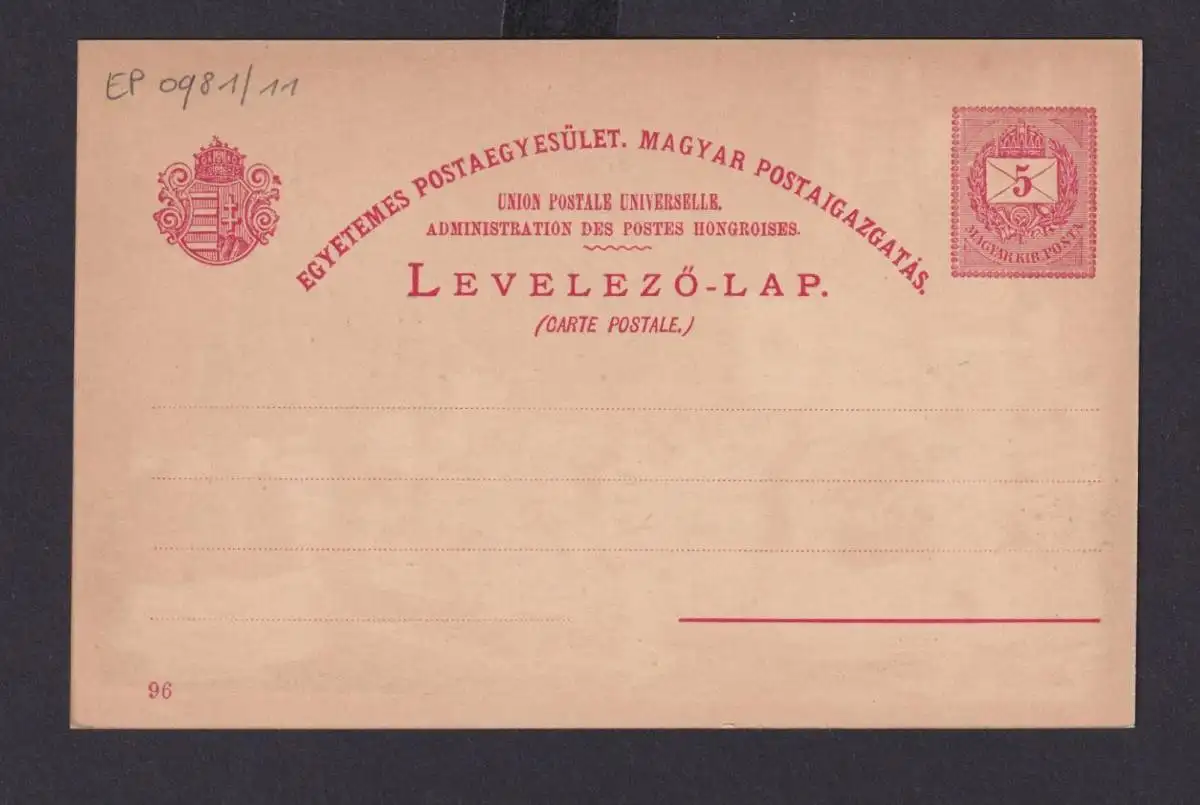 EP 0981/11
EGYETEMES POSTAEGYESÜLET. MAGYAR POSTAIGAZGATÁS.
UNION POSTALE UNIVERSELLE.
ADMINISTRATION DES POSTES HONGROISES.
LEVELEZŐ-LAP.
(CARTE POSTALE.)
5
MAGYAR KIR. POSTA
96